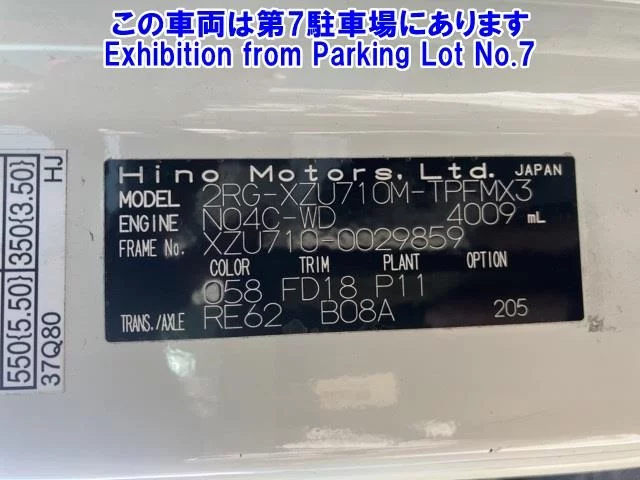 この車両は第7駐車場にあります
Exhibition from Parking Lot No.7
Hino Motors, Ltd. JAPAN
MODEL 2RG-XZU710M-TPFMX3
ENGINE N04C-WD 4009 mL
FRAME No. XZU710-0029859
COLOR TRIM PLANT OPTION
058 FD18 P11
TRANS./AXLE RE62 B08A 205
550{5.50} 350{3.50}
37Q80 HJ